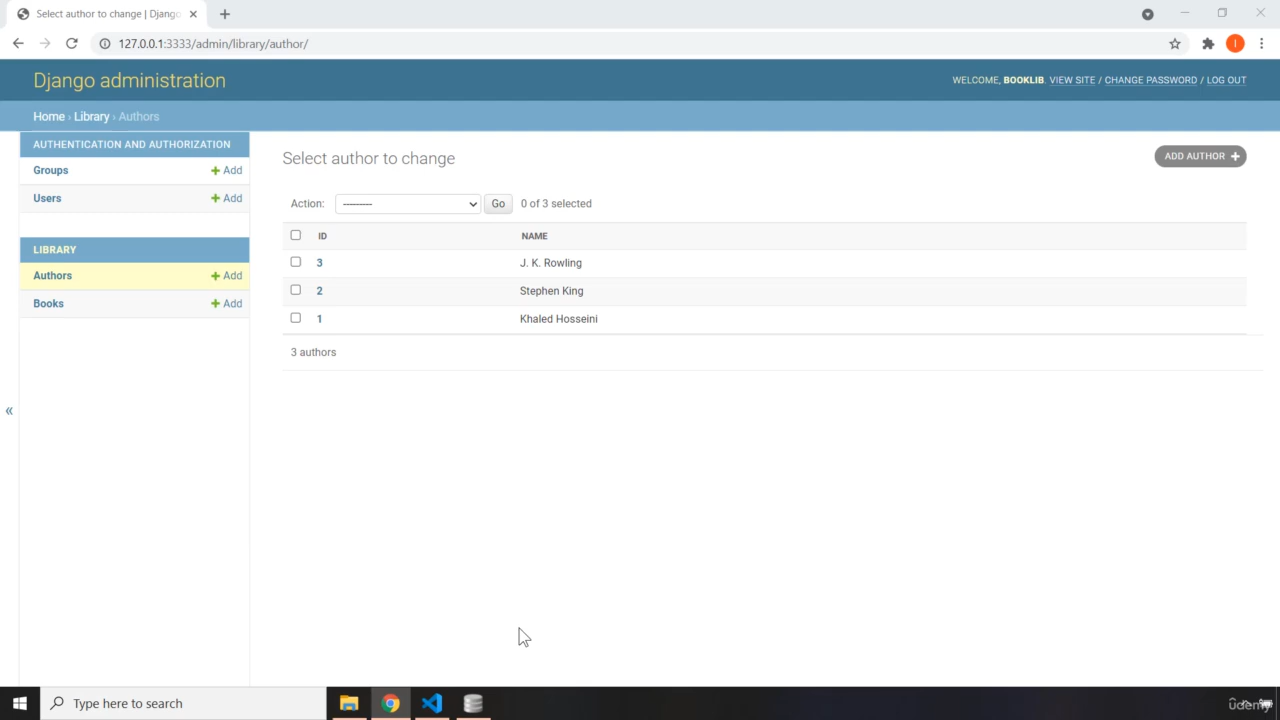 Select author to change | Django
127.0.0.1:3333/admin/library/author/
I
Django administration
WELCOME, BOOKLIB. VIEW SITE / CHANGE PASSWORD / LOG OUT
Home › Library › Authors
AUTHENTICATION AND AUTHORIZATION
Groups + Add
Users + Add
LIBRARY
Authors + Add
Books + Add
«
Select author to change
ADD AUTHOR +
Action: --------- Go 0 of 3 selected
ID NAME
3 J. K. Rowling
2 Stephen King
1 Khaled Hosseini
3 authors
Type here to search
udemy